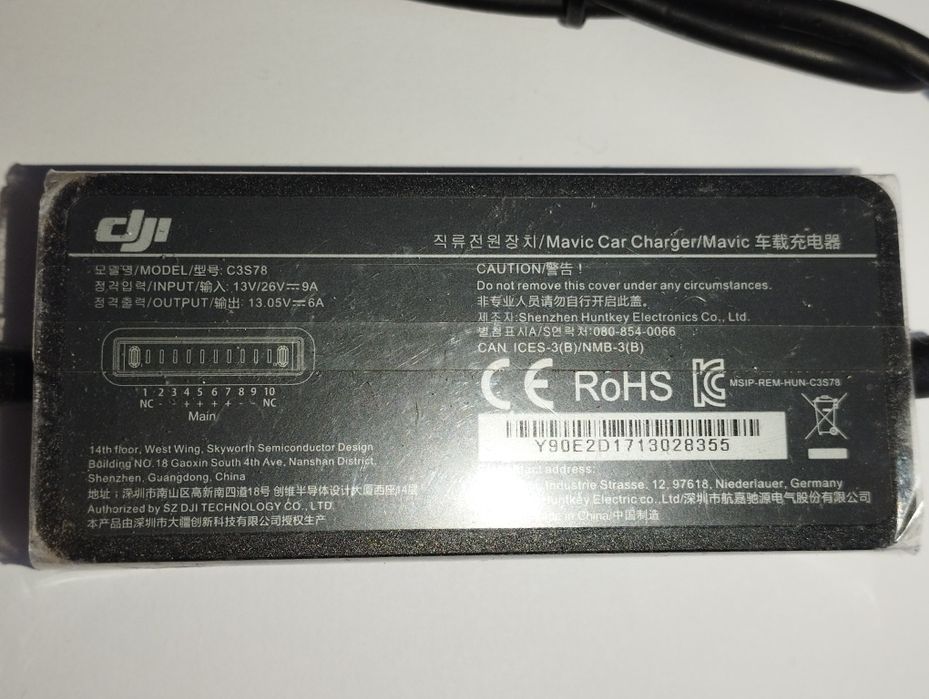 dji
직류전원장치/Mavic Car Charger/Mavic 车载充电器
모델명/MODEL/型号: C3S78
정격입력/INPUT/输入: 13V/26V⎓9A
정격출력/OUTPUT/输出: 13.05V⎓6A
1 2 3 4 5 6 7 8 9 10
NC - - + + + + - - NC
Main
14th floor, West Wing, Skyworth Semiconductor Design
Building NO.18 Gaoxin South 4th Ave, Nanshan District,
Shenzhen, Guangdong, China
地址：深圳市南山区高新南四道18号 创维半导体设计大厦西座14层
Authorized by SZ DJI TECHNOLOGY CO., LTD.
本产品由深圳市大疆创新科技有限公司授权生产
CAUTION/警告！
Do not remove this cover under any circumstances.
非专业人员请勿自行开启此盖。
제조자:Shenzhen Huntkey Electronics Co., Ltd.
별첨표시A/S연락처:080-854-0066
CAN ICES-3(B)/NMB-3(B)
CE RoHS MSIP-REM-HUN-C3S78
Y90E2D1713028355
address:
Industrie Strasse. 12, 97618, Niederlauer, Germany
Huntkey Electric co., Ltd/深圳市航嘉驰源电气股份有限公司
in China/中国制造